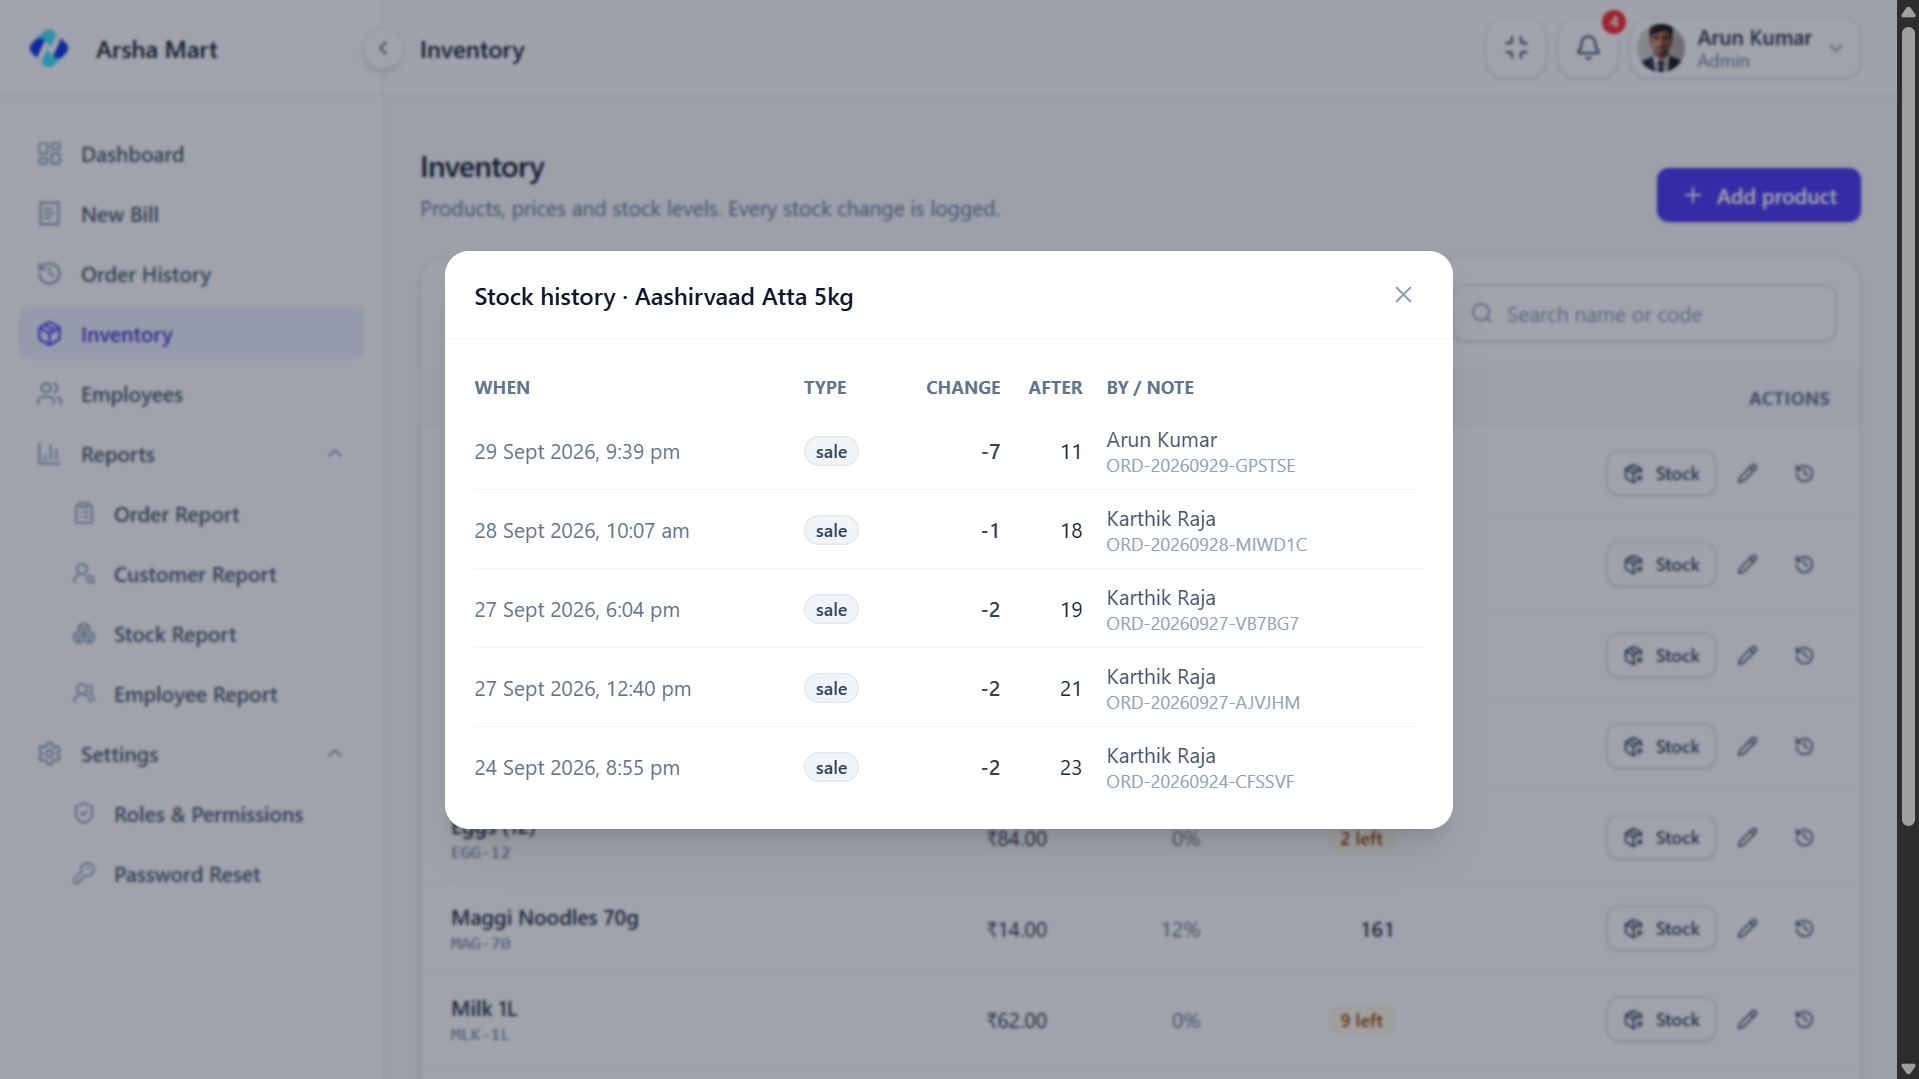 Arsha Mart
Inventory
4
Arun Kumar
Admin
Dashboard
New Bill
Order History
Inventory
Employees
Reports
Order Report
Customer Report
Stock Report
Employee Report
Settings
Roles & Permissions
Password Reset
Inventory
Products, prices and stock levels. Every stock change is logged.
+ Add product
Search name or code
ACTIONS
Stock
Stock
Stock
Stock
Stock history · Aashirvaad Atta 5kg
WHEN TYPE CHANGE AFTER BY / NOTE
29 Sept 2026, 9:39 pm sale -7 11 Arun Kumar
ORD-20260929-GPSTSE
28 Sept 2026, 10:07 am sale -1 18 Karthik Raja
ORD-20260928-MIWD1C
27 Sept 2026, 6:04 pm sale -2 19 Karthik Raja
ORD-20260927-VB7BG7
27 Sept 2026, 12:40 pm sale -2 21 Karthik Raja
ORD-20260927-AJVJHM
24 Sept 2026, 8:55 pm sale -2 23 Karthik Raja
ORD-20260924-CFSSVF
Eggs (12) ₹84.00 0% 2 left Stock
EGG-12
Maggi Noodles 70g ₹14.00 12% 161 Stock
MAG-70
Milk 1L ₹62.00 0% 9 left Stock
MLK-1L